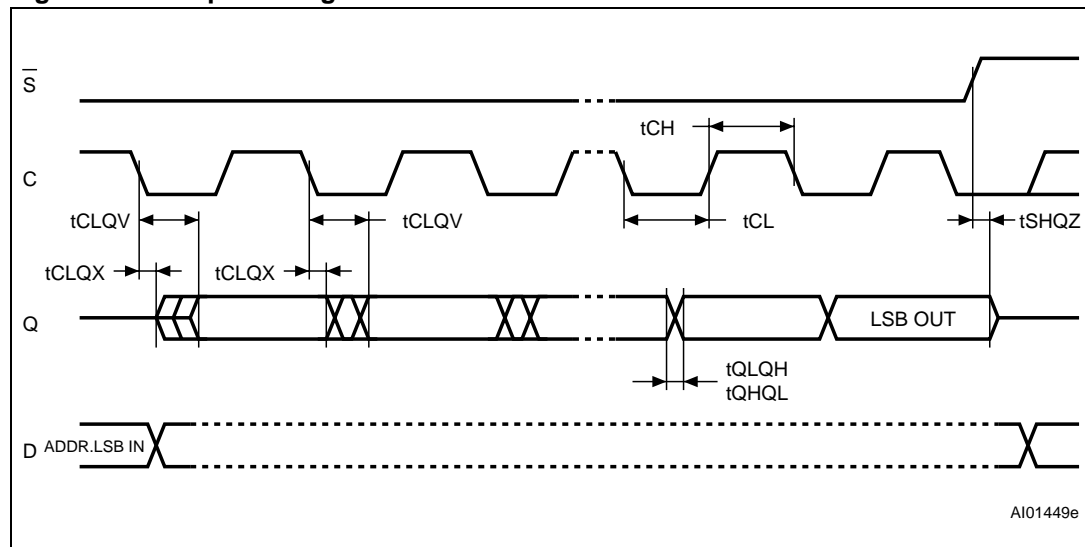 S
tCH
C
tCLQV
tCLQV
tCL
tSHQZ
tCLQX
tCLQX
Q
LSB OUT
tQLQH
tQHQL
D
ADDR.LSB IN
AI01449e